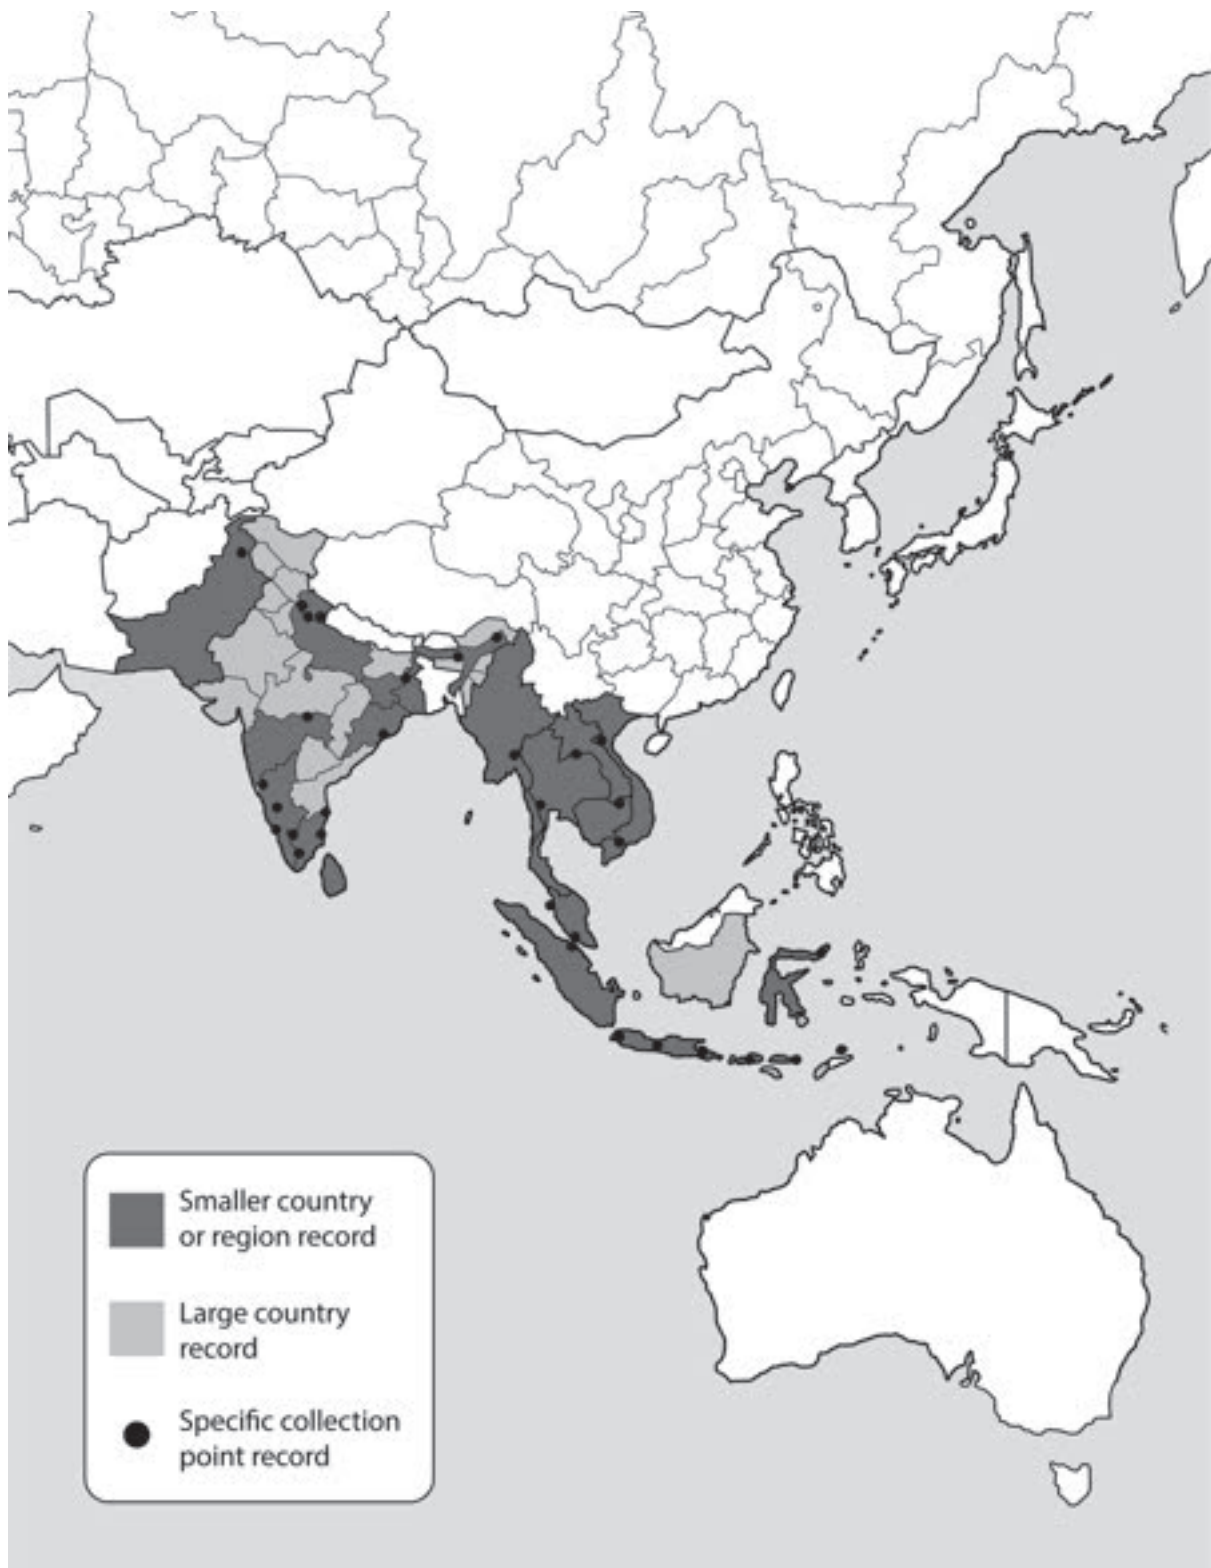 Smaller country
or region record
Large country
record
Specific collection
point record